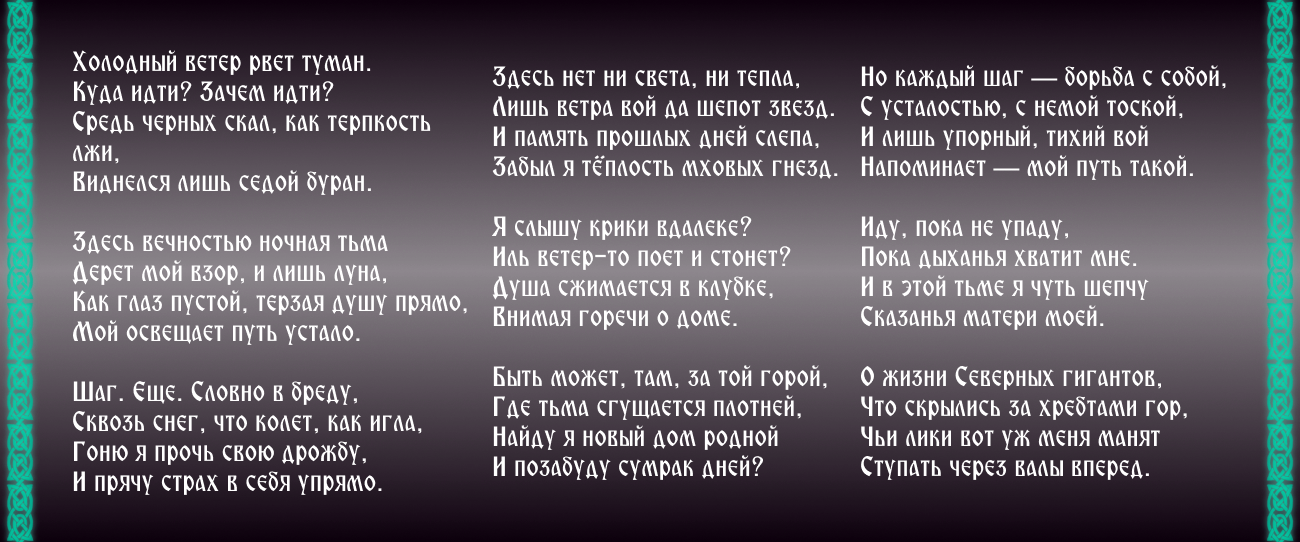 Холодный ветер рвет туман.
Куда идти? Зачем идти?
Средь черных скал, как терпкость
лжи,
Виднелся лишь седой буран.
Здесь вечностью ночная тьма
Дерет мой взор, и лишь луна,
Как глаз пустой, терзая душу прямо,
Мой освещает путь устало.
Шаг. Еще. Словно в бреду,
Сквозь снег, что колет, как игла,
Гоню я прочь свою дрожбу,
И прячу страх в себя упрямо.
Здесь нет ни света, ни тепла,
Лишь ветра вой да шепот звезд.
И память прошлых дней слепа,
Забыл я тёплость мховых гнезд.
Я слышу крики вдалеке?
Иль ветер-то поет и стонет?
Душа сжимается в клубке,
Внимая горечи о доме.
Быть может, там, за той горой,
Где тьма сгущается плотней,
Найду я новый дом родной
И позабуду сумрак дней?
Но каждый шаг — борьба с собой,
С усталостью, с немой тоской,
И лишь упорный, тихий вой
Напоминает — мой путь такой.
Иду, пока не упаду,
Пока дыханья хватит мне.
И в этой тьме я чуть шепчу
Сказанья матери моей.
О жизни Северных гигантов,
Что скрылись за хребтами гор,
Чьи лики вот уж меня манят
Ступать через валы вперед.